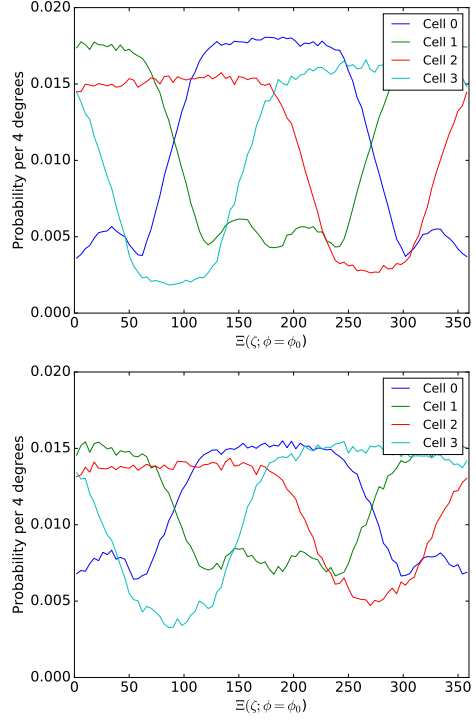 0.020
0.015
0.010
0.005
0.000
Probability per 4 degrees
Cell 0
Cell 1
Cell 2
Cell 3
0 50 100 150 200 250 300 350
Ξ(ζ; ϕ = ϕ₀)
0.020
0.015
0.010
0.005
0.000
Probability per 4 degrees
Cell 0
Cell 1
Cell 2
Cell 3
0 50 100 150 200 250 300 350
Ξ(ζ; ϕ = ϕ₀)